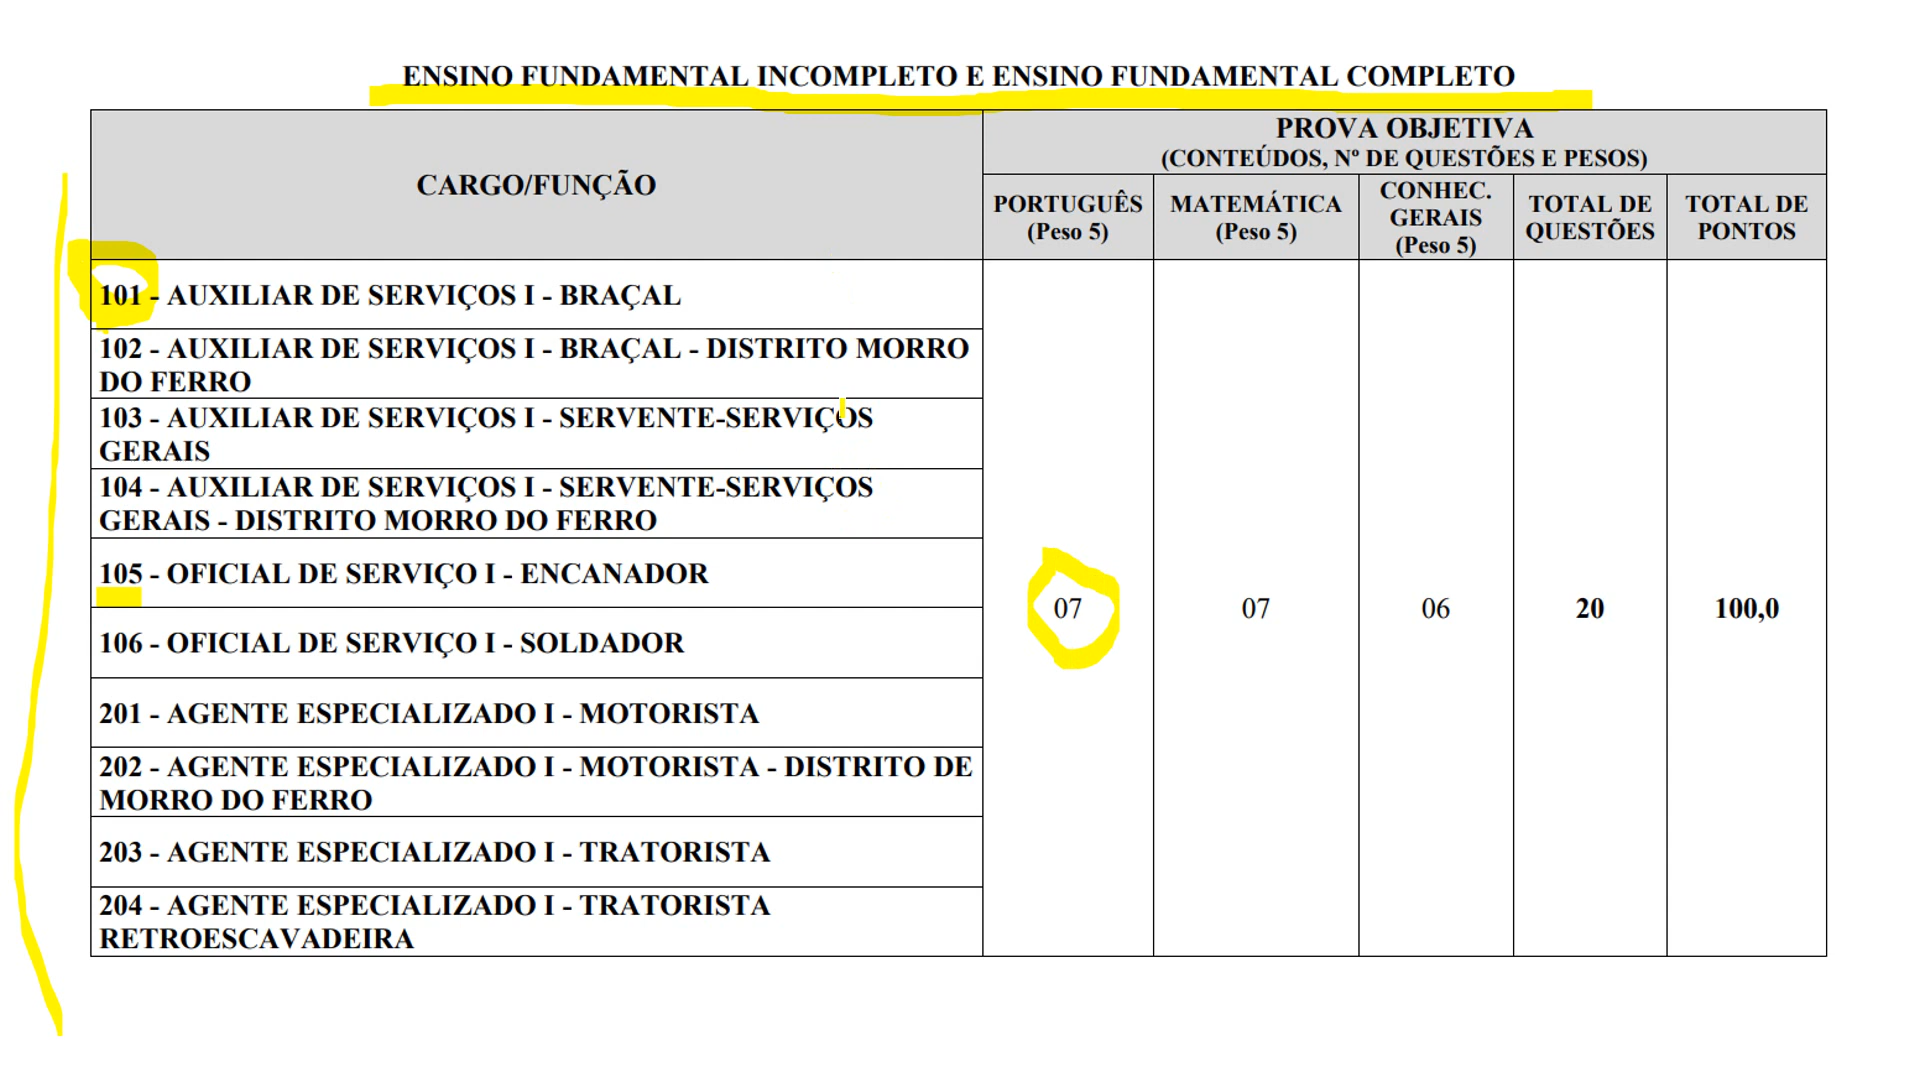 ENSINO FUNDAMENTAL INCOMPLETO E ENSINO FUNDAMENTAL COMPLETO
CARGO/FUNÇÃO
PROVA OBJETIVA
(CONTEÚDOS, Nº DE QUESTÕES E PESOS)
PORTUGUÊS
(Peso 5)
MATEMÁTICA
(Peso 5)
CONHEC.
GERAIS
(Peso 5)
TOTAL DE
QUESTÕES
TOTAL DE
PONTOS
101 - AUXILIAR DE SERVIÇOS I - BRAÇAL
102 - AUXILIAR DE SERVIÇOS I - BRAÇAL - DISTRITO MORRO
DO FERRO
103 - AUXILIAR DE SERVIÇOS I - SERVENTE-SERVIÇOS
GERAIS
104 - AUXILIAR DE SERVIÇOS I - SERVENTE-SERVIÇOS
GERAIS - DISTRITO MORRO DO FERRO
105 - OFICIAL DE SERVIÇO I - ENCANADOR
106 - OFICIAL DE SERVIÇO I - SOLDADOR
201 - AGENTE ESPECIALIZADO I - MOTORISTA
202 - AGENTE ESPECIALIZADO I - MOTORISTA - DISTRITO DE
MORRO DO FERRO
203 - AGENTE ESPECIALIZADO I - TRATORISTA
204 - AGENTE ESPECIALIZADO I - TRATORISTA
RETROESCAVADEIRA
07
07
06
20
100,0